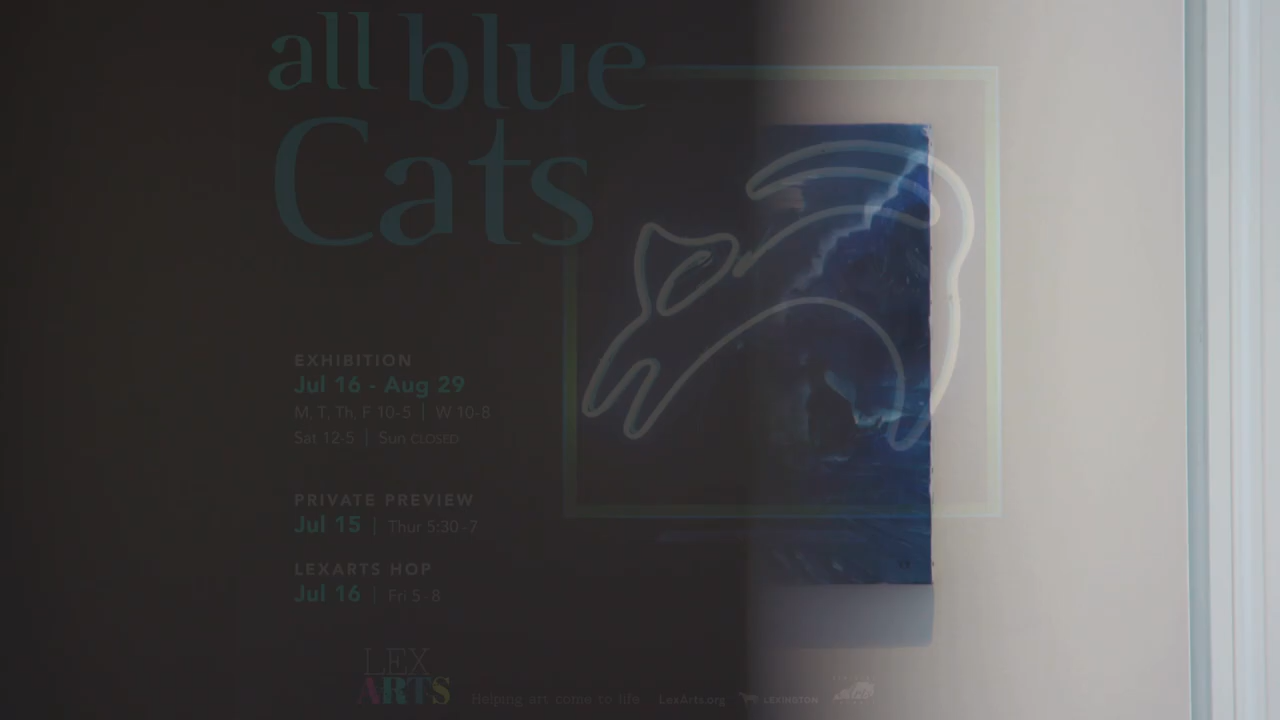 all blue
Cats
EXHIBITION
Jul 16 - Aug 29
M, T, Th, F 10-5 | W 10-8
Sat 12-5 | Sun CLOSED
PRIVATE PREVIEW
Jul 15 | Thur 5:30-7
LEXARTS HOP
Jul 16 | Fri 5-8
LEX
ARTS
Helping art come to life LexArts.org LEXINGTON